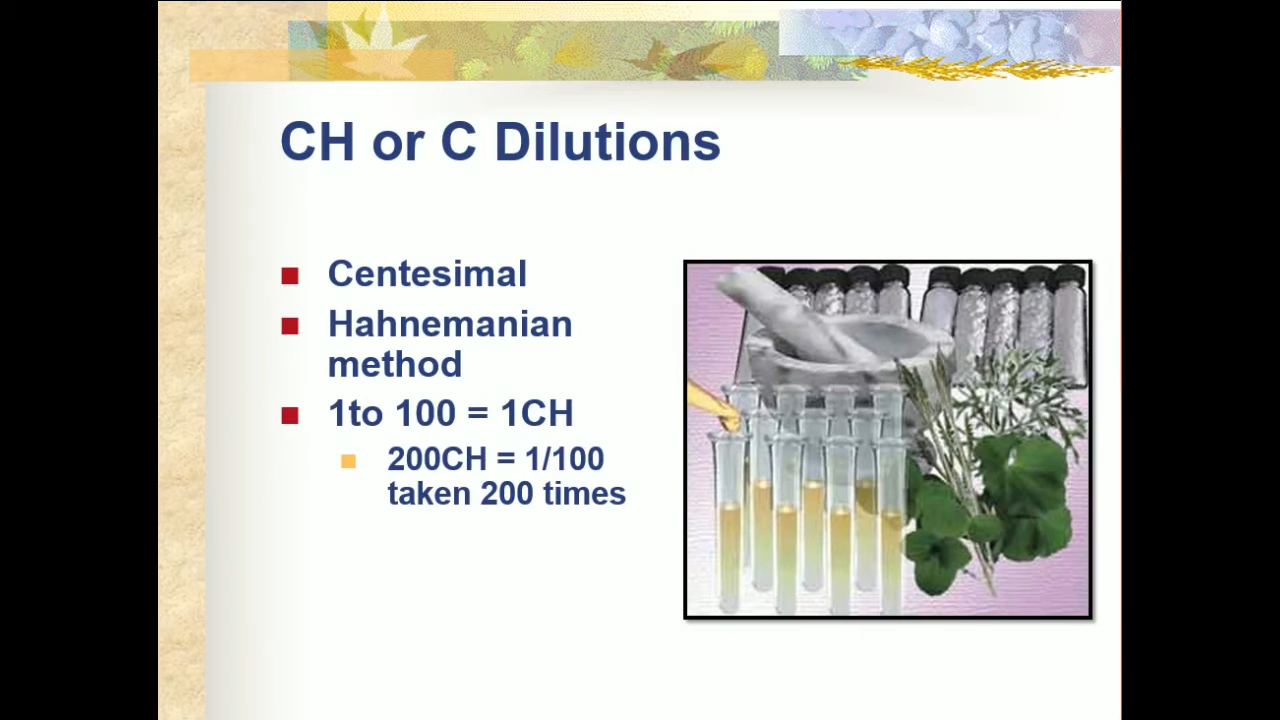 CH or C Dilutions
Centesimal
Hahnemanian
method
1to 100 = 1CH
200CH = 1/100
taken 200 times